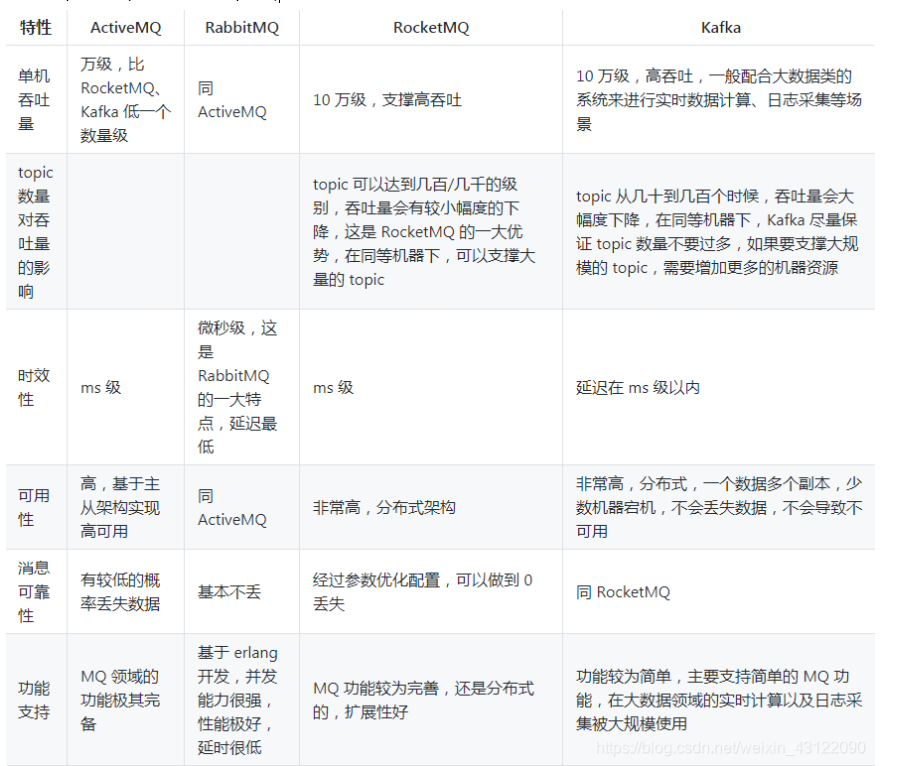 特性 ActiveMQ RabbitMQ RocketMQ Kafka
单机
吞吐
量
万级，比
RocketMQ、
Kafka 低一个
数量级
同
ActiveMQ
10 万级，支撑高吞吐
10 万级，高吞吐，一般配合大数据类的
系统来进行实时数据计算、日志采集等场
景
topic
数量
对吞
吐量
的影
响
topic 可以达到几百/几千的级
别，吞吐量会有较小幅度的下
降，这是 RocketMQ 的一大优
势，在同等机器下，可以支撑大
量的 topic
topic 从几十到几百个时候，吞吐量会大
幅度下降，在同等机器下，Kafka 尽量保
证 topic 数量不要过多，如果要支撑大规
模的 topic，需要增加更多的机器资源
时效
性
ms 级
微秒级，这
是
RabbitMQ
的一大特
点，延迟最
低
ms 级
延迟在 ms 级以内
可用
性
高，基于主
从架构实现
高可用
同
ActiveMQ
非常高，分布式架构
非常高，分布式，一个数据多个副本，少
数机器宕机，不会丢失数据，不会导致不
可用
消息
可靠
性
有较低的概
率丢失数据
基本不丢
经过参数优化配置，可以做到 0
丢失
同 RocketMQ
功能
支持
MQ 领域的
功能极其完
备
基于 erlang
开发，并发
能力很强，
性能极好，
延时很低
MQ 功能较为完善，还是分布式
的，扩展性好
功能较为简单，主要支持简单的 MQ 功
能，在大数据领域的实时计算以及日志采
集被大规模使用
https://blog.csdn.net/weixin_43122090